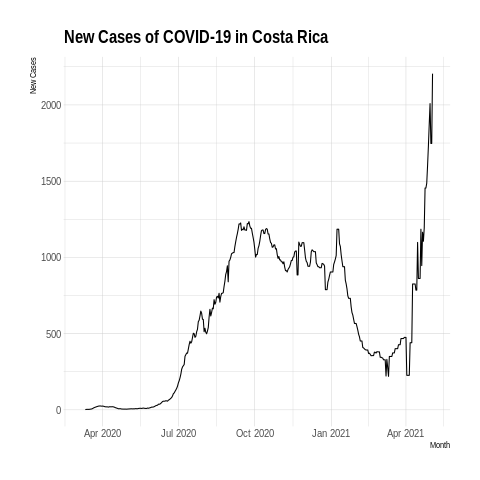 New Cases of COVID-19 in Costa Rica
New Cases
2000
1500
1000
500
0
Apr 2020 Jul 2020 Oct 2020 Jan 2021 Apr 2021
Month